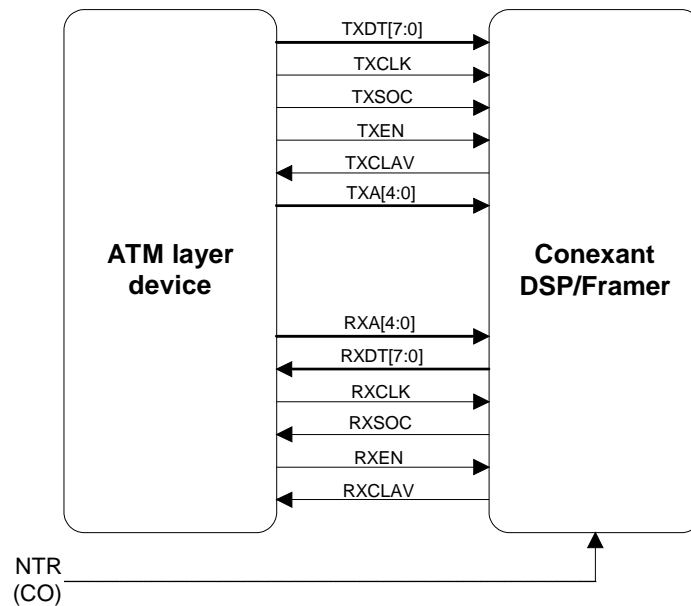 TXDT[7:0]
TXCLK
TXSOC
TXEN
TXCLAV
TXA[4:0]
ATM layer
device
Conexant
DSP/Framer
RXA[4:0]
RXDT[7:0]
RXCLK
RXSOC
RXEN
RXCLAV
NTR
(CO)